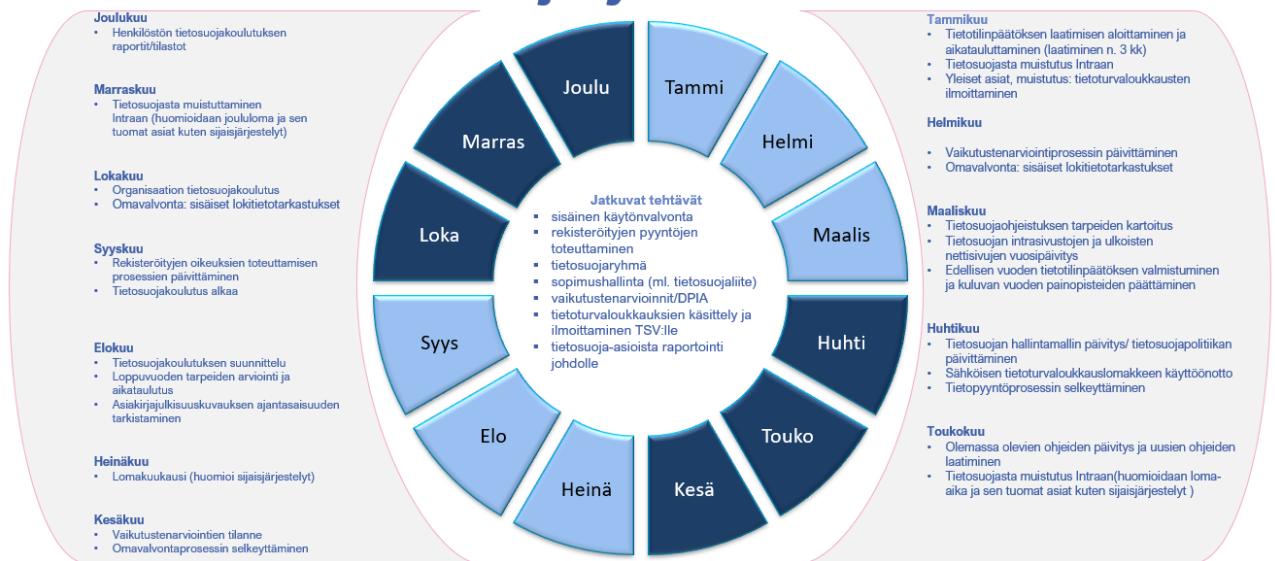 Joulukuu
• Henkilöstön tietosuojakoulutuksen
raportit/tilastot
Marraskuu
• Tietosuojasta muistuttaminen
Intraan (huomioidaan joululoma ja sen
tuomat asiat kuten sijaisjärjestelyt)
Lokakuu
• Organisaation tietosuojakoulutus
• Omavalvonta: sisäiset lokitietotarkastukset
Syyskuu
• Rekisteröityjen oikeuksien toteuttamisen
prosessien päivittäminen
• Tietosuojakoulutus alkaa
Elokuu
• Tietosuojakoulutuksen suunnittelu
• Loppuvuoden tarpeiden arviointi ja
aikataulutus
• Asiakirjajulkisuuskuvauksen ajantasaisuuden
tarkistaminen
Heinäkuu
• Lomakuukausi (huomioi sijaisjärjestelyt)
Kesäkuu
• Vaikutustenarviointien tilanne
• Omavalvontaprosessin selkeyttäminen
Joulu
Tammi
Marras
Helmi
Loka
Maalis
Syys
Huhti
Elo
Touko
Heinä
Kesä
Jatkuvat tehtävät
▪ sisäinen käytönvalvonta
▪ rekisteröityjen pyyntöjen
toteuttaminen
▪ tietosuojaryhmä
▪ sopimushallinta (ml. tietosuojaliite)
▪ vaikutustenarvioinnit/DPIA
▪ tietoturvaloukkauksien käsittely ja
ilmoittaminen TSV:lle
▪ tietosuoja-asioista raportointi
johdolle
Tammikuu
• Tietotilinpäätöksen laatimisen aloittaminen ja
aikatauluttaminen (laatiminen n. 3 kk)
• Tietosuojasta muistutus Intraan
• Yleiset asiat, muistutus: tietoturvaloukkausten
ilmoittaminen
Helmikuu
• Vaikutustenarviointiprosessin päivittäminen
• Omavalvonta: sisäiset lokitietotarkastukset
Maaliskuu
• Tietosuojaohjeistuksen tarpeiden kartoitus
• Tietosuojan intrasivustojen ja ulkoisten
nettisivujen vuosipäivitys
• Edellisen vuoden tietotilinpäätöksen valmistuminen
ja kuluvan vuoden painopisteiden päättäminen
Huhtikuu
• Tietosuojan hallintamallin päivitys/ tietosuojapolitiikan
päivittäminen
• Sähköisen tietoturvaloukkauslomakkeen käyttöönotto
• Tietopyyntöprosessin selkeyttäminen
Toukokuu
• Olemassa olevien ohjeiden päivitys ja uusien ohjeiden
laatiminen
• Tietosuojasta muistutus Intraan(huomioidaan loma-
aika ja sen tuomat asiat kuten sijaisjärjestelyt )